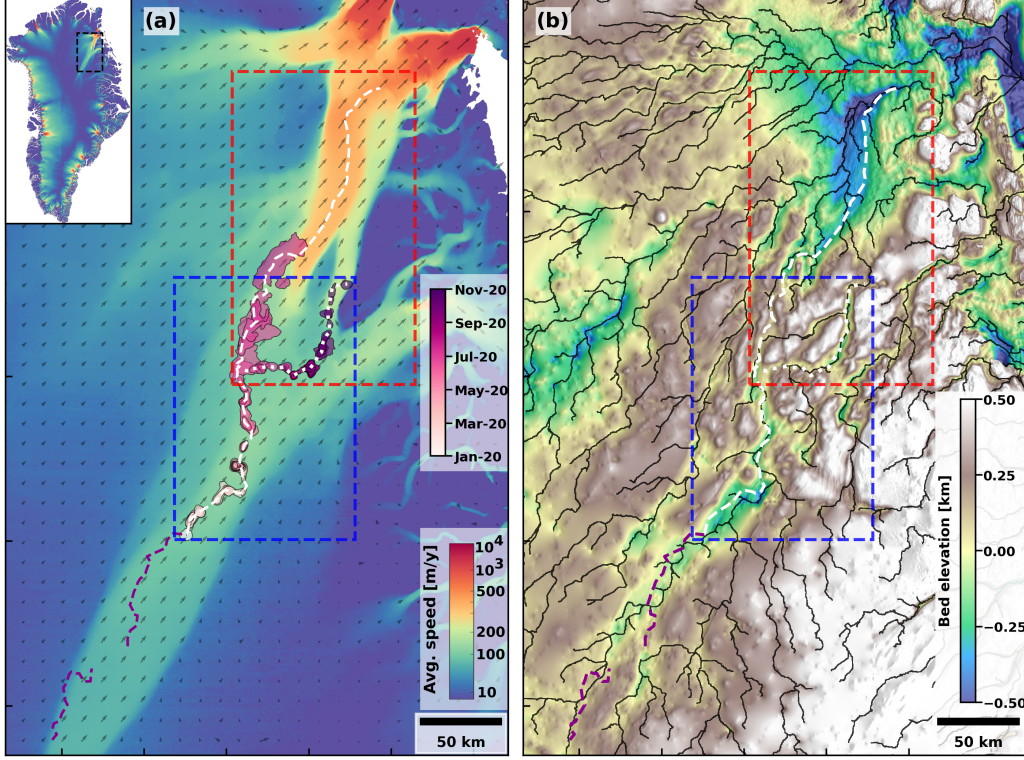 (a)
Nov-20
Sep-20
Jul-20
May-20
Mar-20
Jan-20
Avg. speed [m/y]
10^4
10^3
500
200
100
10
50 km
(b)
Bed elevation [km]
0.50
0.25
0.00
−0.25
−0.50
50 km